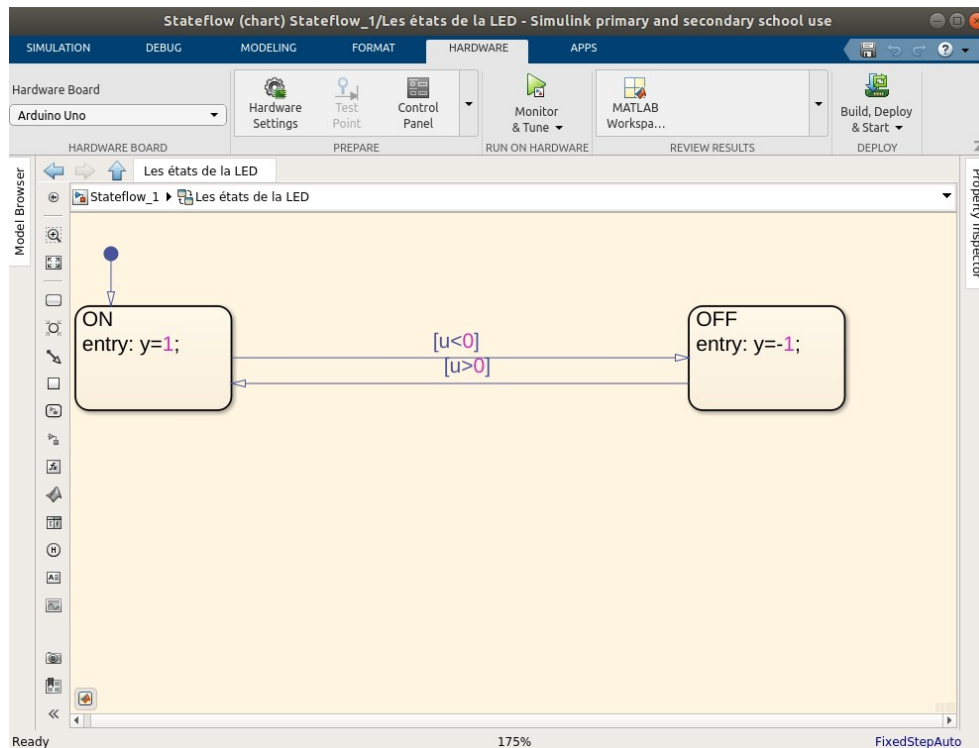 Stateflow (chart) Stateflow_1/Les états de la LED - Simulink primary and secondary school use
SIMULATION DEBUG MODELING FORMAT HARDWARE APPS
?
Hardware Board
Arduino Uno
Hardware
Settings
Test
Point
Control
Panel
Monitor
& Tune
MATLAB
Workspa...
Build, Deploy
& Start
HARDWARE BOARD PREPARE RUN ON HARDWARE REVIEW RESULTS DEPLOY
Model Browser
Property Inspector
Les états de la LED
Stateflow_1 Les états de la LED
ON
entry: y=1;
[u<0]
[u>0]
OFF
entry: y=-1;
Ready 175% FixedStepAuto